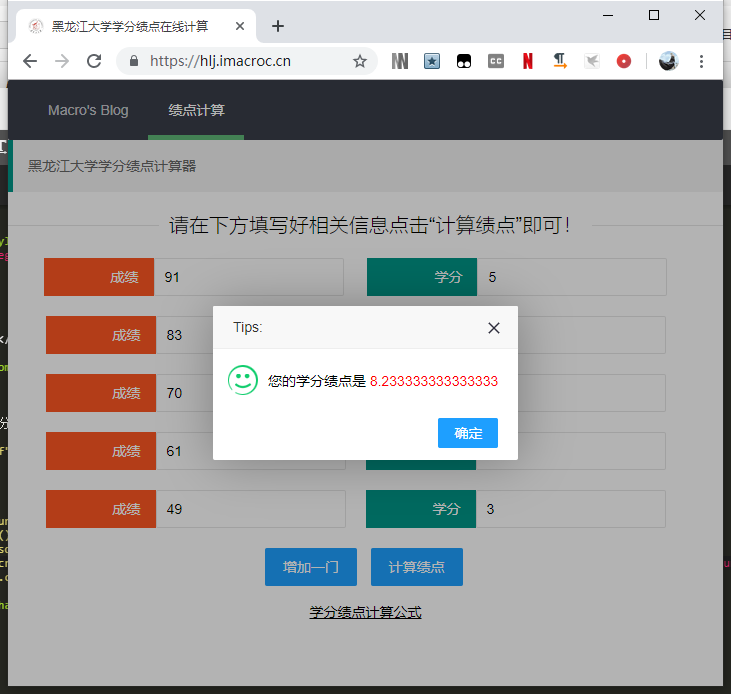 黑龙江大学学分绩点在线计算
https://hlj.imacroc.cn
Macro's Blog 绩点计算
黑龙江大学学分绩点计算器
请在下方填写好相关信息点击“计算绩点”即可！
成绩 91 学分 5
成绩 83
成绩 70
成绩 61
成绩 49 学分 3
Tips:
您的学分绩点是 8.233333333333333
确定
增加一门 计算绩点
学分绩点计算公式